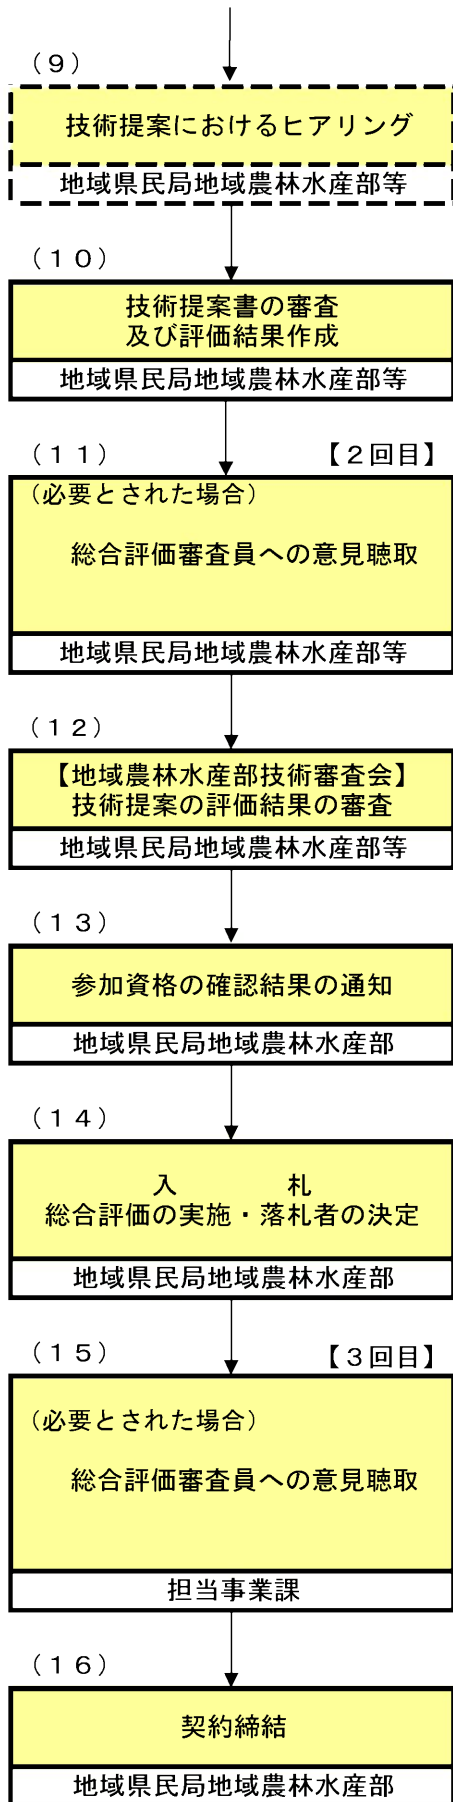 （９）
技術提案におけるヒアリング
地域県民局地域農林水産部等
（１０）
技術提案書の審査
及び評価結果作成
地域県民局地域農林水産部等
（１１）　【２回目】
（必要とされた場合）
総合評価審査員への意見聴取
地域県民局地域農林水産部等
（１２）
【地域農林水産部技術審査会】
技術提案の評価結果の審査
地域県民局地域農林水産部等
（１３）
参加資格の確認結果の通知
地域県民局地域農林水産部
（１４）
入　　　　札
総合評価の実施・落札者の決定
地域県民局地域農林水産部
（１５）　【３回目】
（必要とされた場合）
総合評価審査員への意見聴取
担当事業課
（１６）
契約締結
地域県民局地域農林水産部